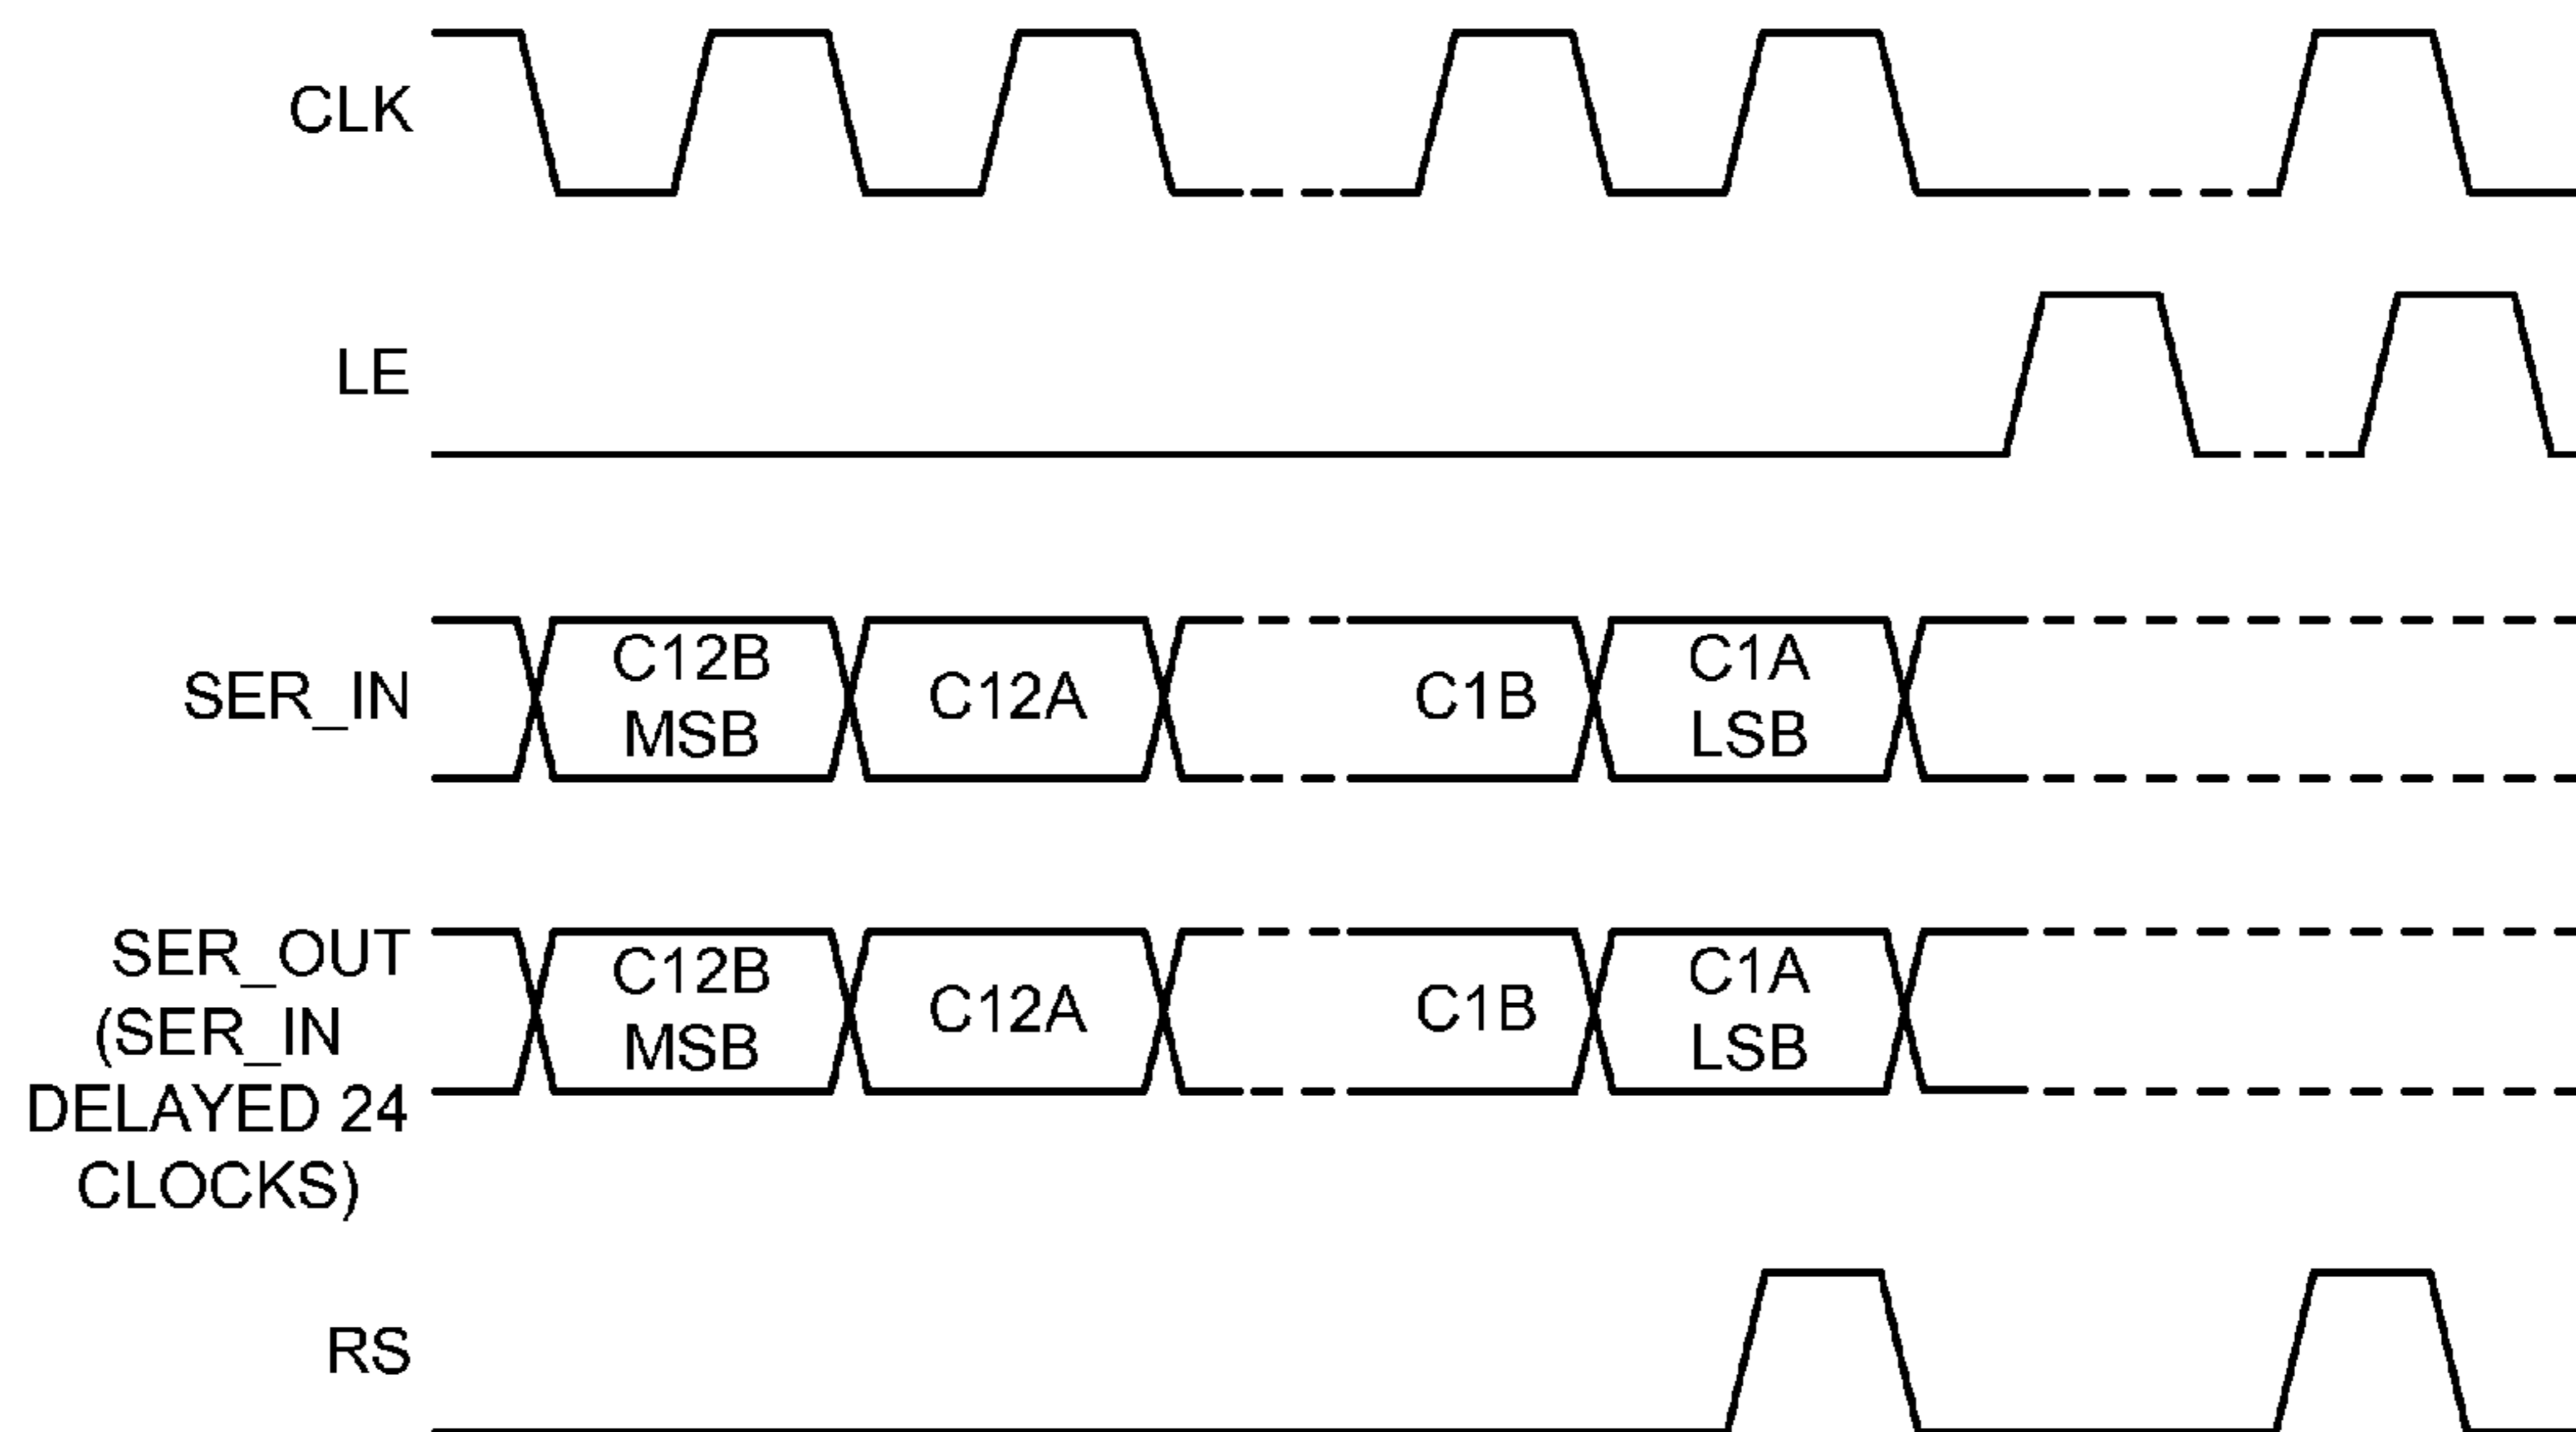 CLK
LE
SER_IN
C12B
MSB
C12A
C1B
C1A
LSB
SER_OUT
(SER_IN
DELAYED 24
CLOCKS)
C12B
MSB
C12A
C1B
C1A
LSB
RS